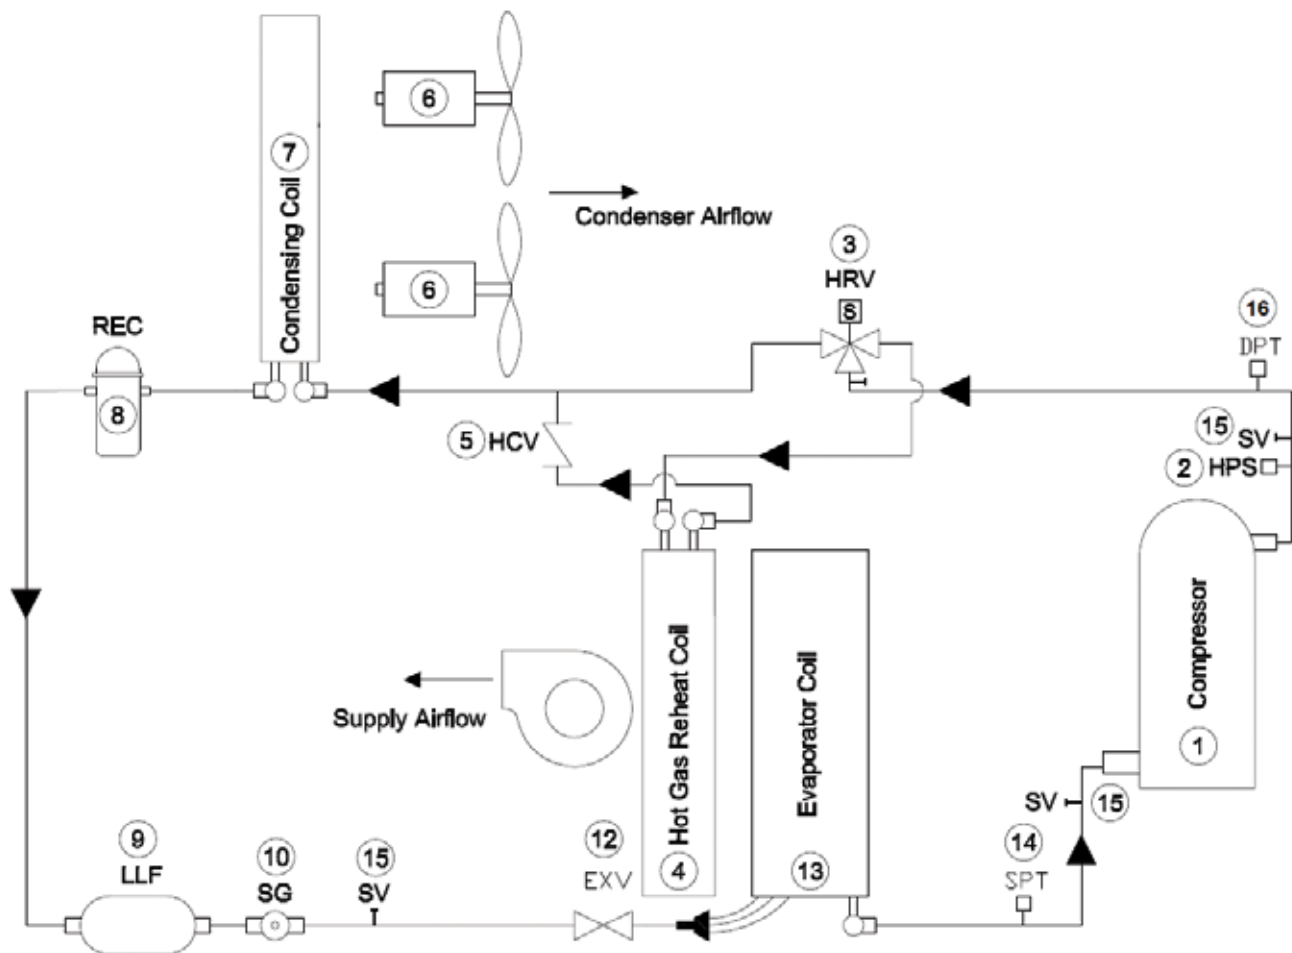 6
7
Condensing Coil
Condenser Airflow
6
3
HRV
S
16
DPT
REC
8
5 HCV
15 SV
2 HPS
Compressor
1
Hot Gas Reheat Coil
4
Evaporator Coil
13
Supply Airflow
SV 15
9
LLF
10
SG
15
SV
12
EXV
14
SPT